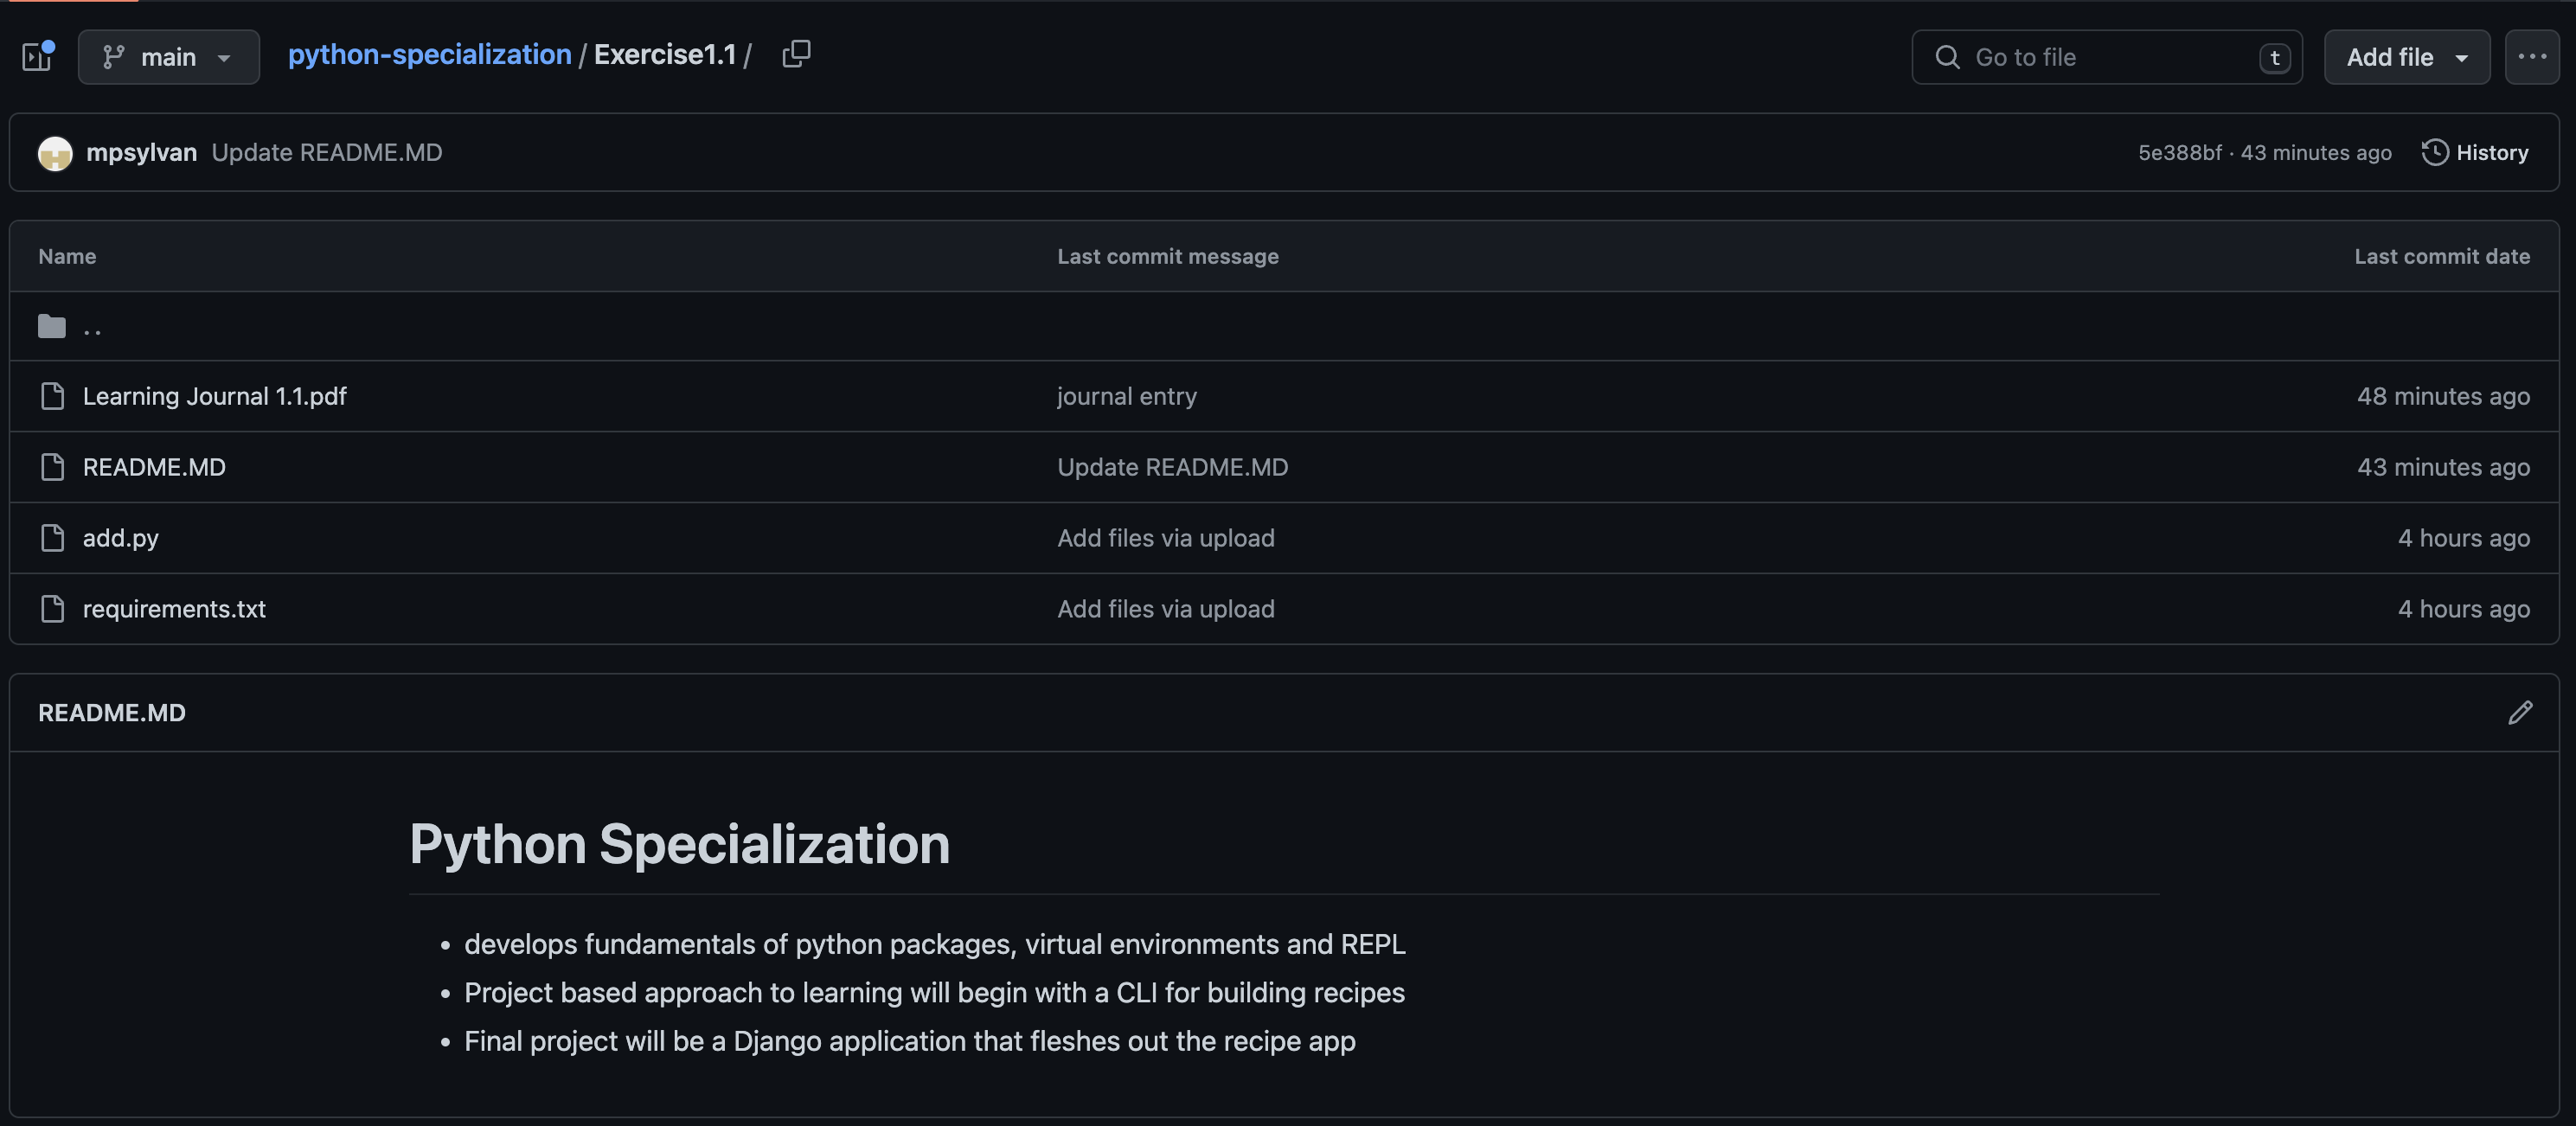 main
python-specialization / Exercise1.1 /
Go to file
t
Add file
mpsylvan Update README.MD
5e388bf · 43 minutes ago
History
Name Last commit message Last commit date
..
Learning Journal 1.1.pdf journal entry 48 minutes ago
README.MD Update README.MD 43 minutes ago
add.py Add files via upload 4 hours ago
requirements.txt Add files via upload 4 hours ago
README.MD
Python Specialization
• develops fundamentals of python packages, virtual environments and REPL
• Project based approach to learning will begin with a CLI for building recipes
• Final project will be a Django application that fleshes out the recipe app